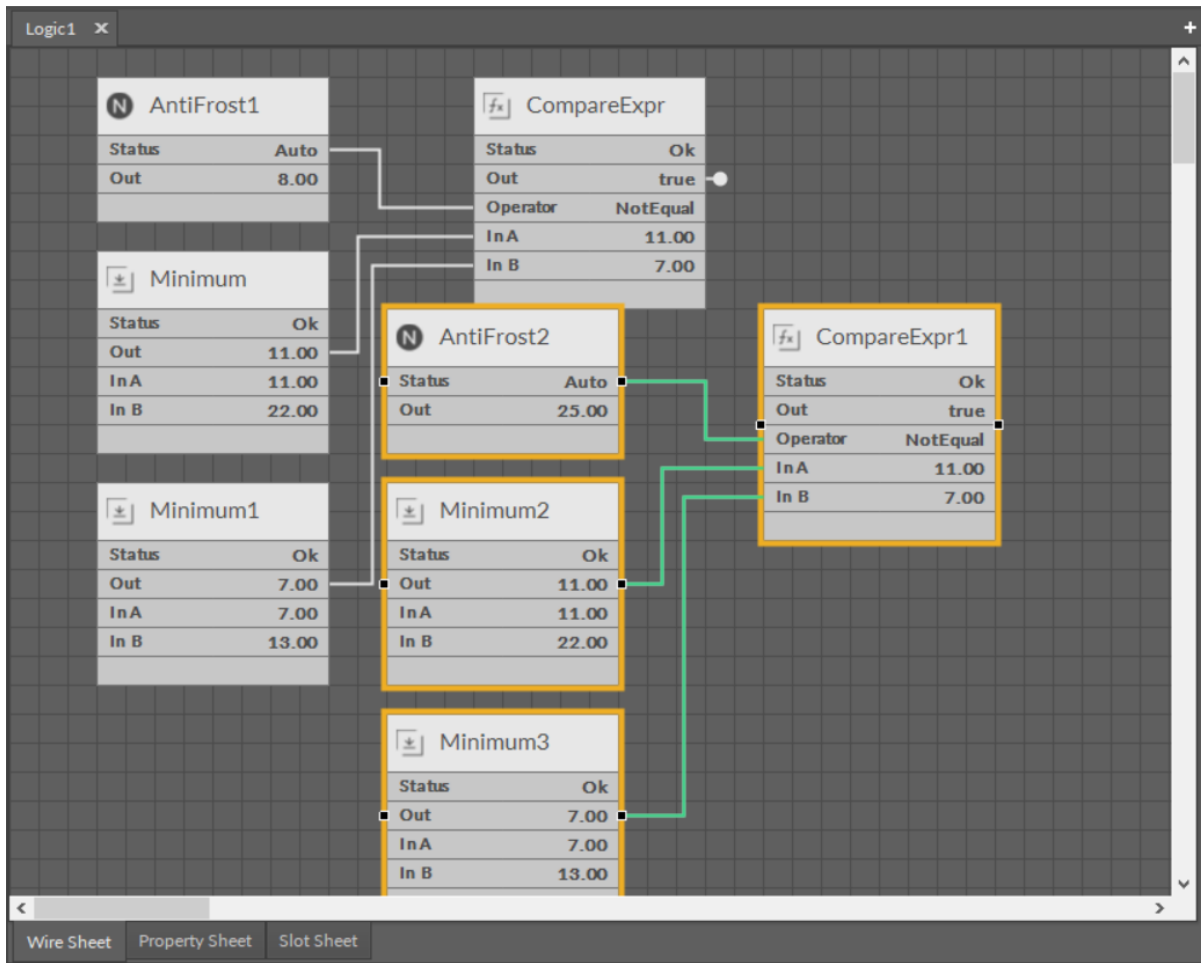 Logic1
AntiFrost1
Status Auto
Out 8.00
CompareExpr
Status Ok
Out true
Operator NotEqual
In A 11.00
In B 7.00
Minimum
Status Ok
Out 11.00
In A 11.00
In B 22.00
AntiFrost2
Status Auto
Out 25.00
CompareExpr1
Status Ok
Out true
Operator NotEqual
In A 11.00
In B 7.00
Minimum1
Status Ok
Out 7.00
In A 7.00
In B 13.00
Minimum2
Status Ok
Out 11.00
In A 11.00
In B 22.00
Minimum3
Status Ok
Out 7.00
In A 7.00
In B 13.00
Wire Sheet Property Sheet Slot Sheet